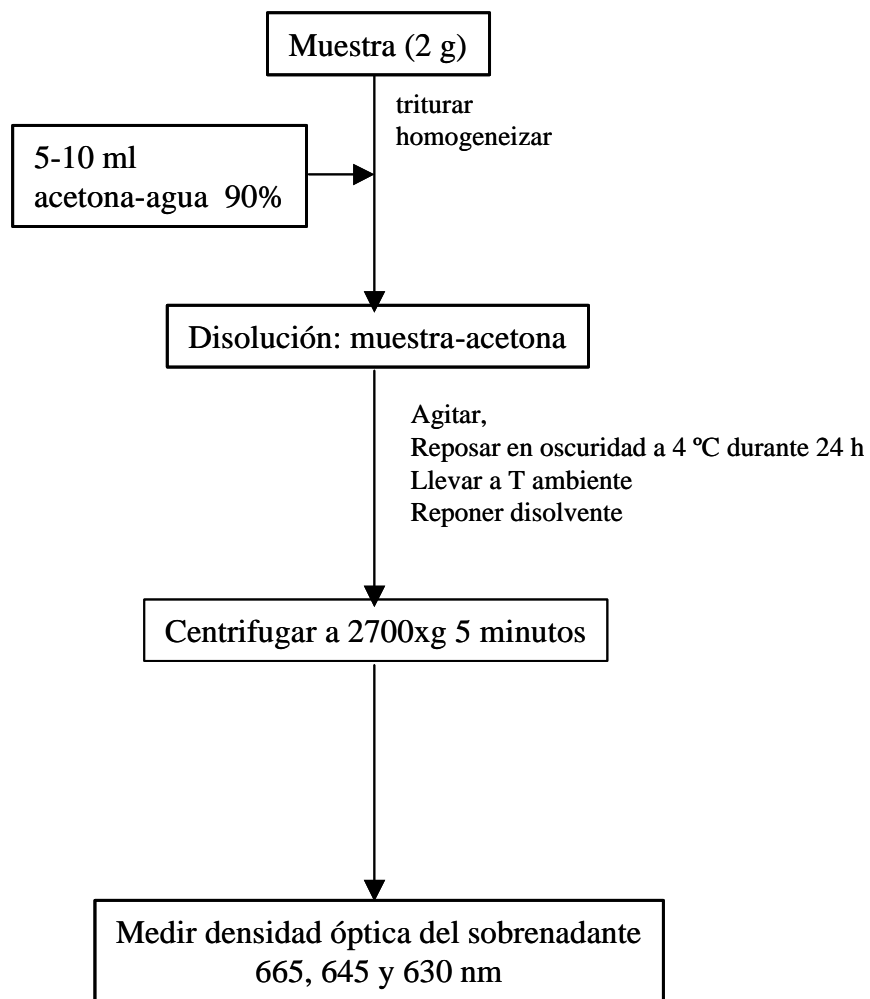 Muestra (2 g)
triturar
homogeneizar
5-10 ml
acetona-agua 90%
Disolución: muestra-acetona
Agitar,
Reposar en oscuridad a 4 ºC durante 24 h
Llevar a T ambiente
Reponer disolvente
Centrifugar a 2700xg 5 minutos
Medir densidad óptica del sobrenadante
665, 645 y 630 nm